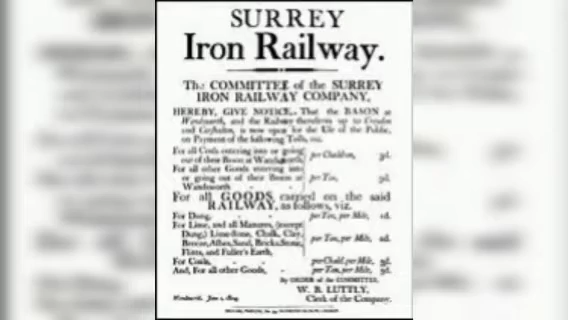 SURREY
Iron Railway.
The COMMITTEE of the SURREY
IRON RAILWAY COMPANY,
HEREBY, GIVE NOTICE, That the BASON at
Wandsworth, and the Railway therefrom up to Croydon
and Carshalton, is now open for the Use of the Public,
on Payment of the following Tolls, viz.
For all Coals entering into or going
out of their Bason at Wandsworth,
per Chaldron,
For all other Goods entering into
or going out of their Bason at
Wandsworth
per Ton,
For all GOODS carried on the said
RAILWAY, as follows, viz.
For Dung,
per Ton, per Mile,
For Lime, and all Manures, (except
Dung,) Lime-stone, Chalk, Clay,
Breeze, Ashes, Sand, Bricks, Stone,
Flints, and Fuller's Earth,
per Ton, per Mile,
For Coals,
per Chald. per Mile,
And, For all other Goods,
per Ton, per Mile,
By ORDER of the COMMITTEE,
W. B. LUTTLY,
Clerk of the Company.
Wandsworth, June 1, 1804